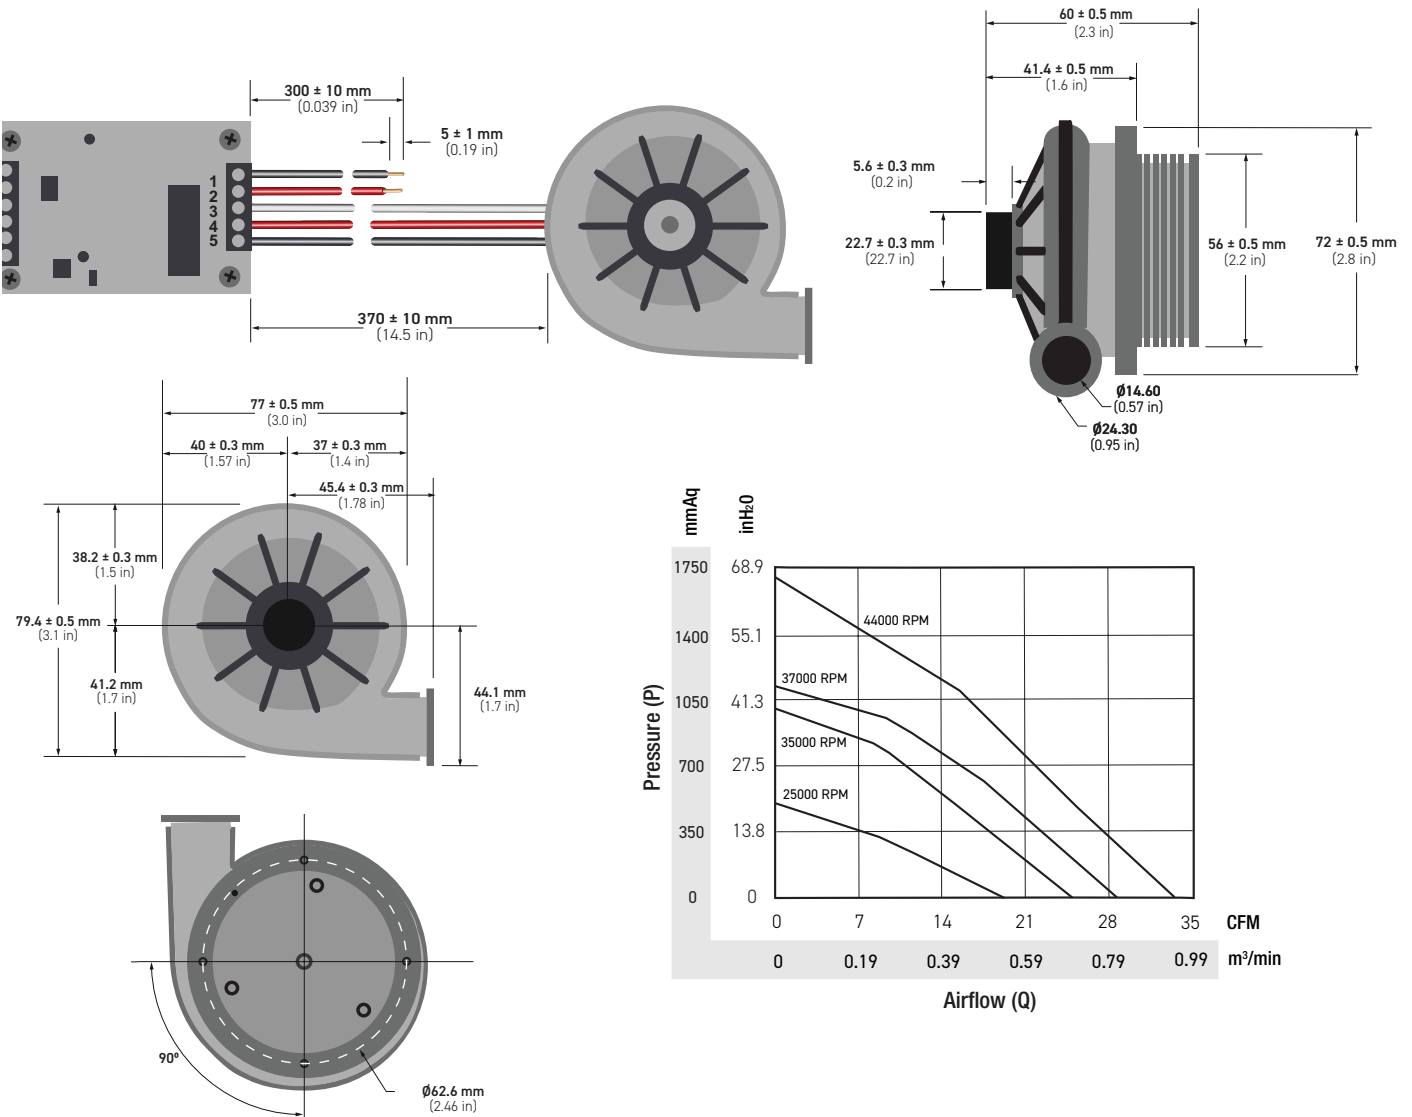 300 ± 10 mm
(0.039 in)
5 ± 1 mm
(0.19 in)
1
2
3
4
5
370 ± 10 mm
(14.5 in)
60 ± 0.5 mm
(2.3 in)
41.4 ± 0.5 mm
(1.6 in)
5.6 ± 0.3 mm
(0.2 in)
22.7 ± 0.3 mm
(22.7 in)
56 ± 0.5 mm
(2.2 in)
72 ± 0.5 mm
(2.8 in)
Ø14.60
(0.57 in)
Ø24.30
(0.95 in)
77 ± 0.5 mm
(3.0 in)
40 ± 0.3 mm
(1.57 in)
37 ± 0.3 mm
(1.4 in)
45.4 ± 0.3 mm
(1.78 in)
38.2 ± 0.3 mm
(1.5 in)
79.4 ± 0.5 mm
(3.1 in)
41.2 mm
(1.7 in)
44.1 mm
(1.7 in)
90º
Ø62.6 mm
(2.46 in)
mmAq
inH₂O
Pressure (P)
1750 68.9
1400 55.1
1050 41.3
700 27.5
350 13.8
0 0
44000 RPM
37000 RPM
35000 RPM
25000 RPM
0 7 14 21 28 35 CFM
0 0.19 0.39 0.59 0.79 0.99 m³/min
Airflow (Q)